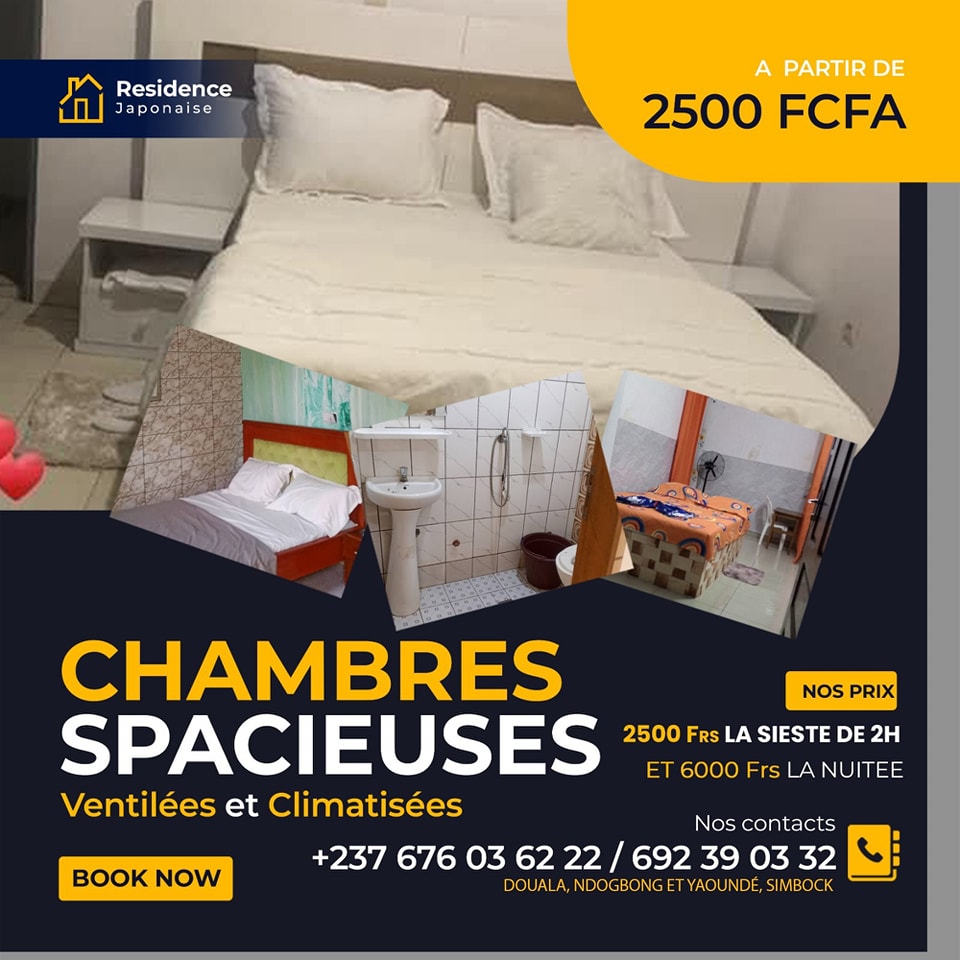 Residence
Japonaise
A PARTIR DE
2500 FCFA
CHAMBRES
SPACIEUSES
Ventilées et Climatisées
BOOK NOW
NOS PRIX
2500 Frs LA SIESTE DE 2H
ET 6000 Frs LA NUITEE
Nos contacts
+237 676 03 62 22 / 692 39 03 32
DOUALA, NDOGBONG ET YAOUNDÉ, SIMBOCK